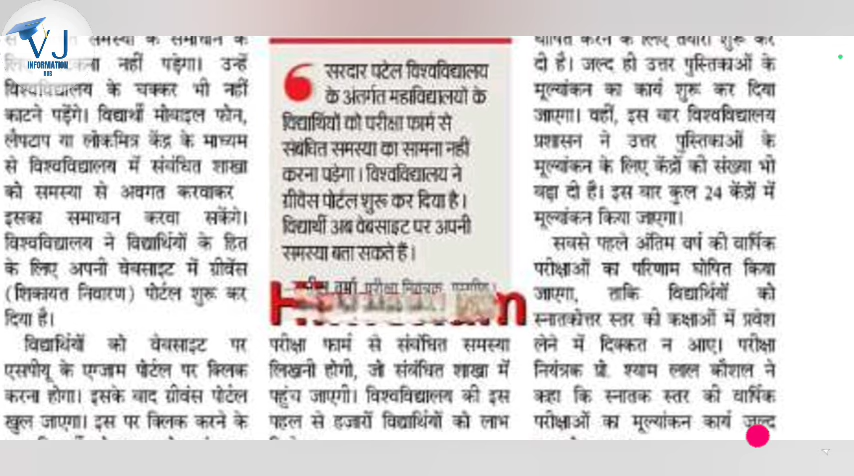 VJ
INFORMATION
HUB
समस्या के समाधान के
नहीं पड़ेगा। उन्हें
विश्वविद्यालय के चक्कर भी नहीं
काटने पड़ेंगे। विद्यार्थी मोबाइल फोन,
लैपटाप या लोकमित्र केंद्र के माध्यम
से विश्वविद्यालय में संबंधित शाखा
को समस्या से अवगत करवाकर
इसका समाधान करवा सकेंगे।
विश्वविद्यालय ने विद्यार्थियों के हित
के लिए अपनी वेबसाइट में ग्रीवेंस
(शिकायत निवारण) पोर्टल शुरू कर
दिया है।
विद्यार्थियों को वेबसाइट पर
एसपीयू के एग्जाम पोर्टल पर क्लिक
करना होगा। इसके बाद ग्रीवंस पोर्टल
खुल जाएगा। इस पर क्लिक करने के
सरदार पटेल विश्वविद्यालय
के अंतर्गत महाविद्यालयों के
विद्यार्थियों को परीक्षा फार्म से
संबंधित समस्या का सामना नहीं
करना पड़ेगा। विश्वविद्यालय ने
ग्रीवेंस पोर्टल शुरू कर दिया है।
विद्यार्थी अब वेबसाइट पर अपनी
समस्या बता सकते हैं।
वर्मा परीक्षा नियंत्रक
परीक्षा फार्म से संबंधित समस्या
लिखनी होगी, जो संबंधित शाखा में
पहुंच जाएगी। विश्वविद्यालय की इस
पहल से हजारों विद्यार्थियों को लाभ
घोषित करने के लिए तैयारी शुरू कर
दी है। जल्द ही उत्तर पुस्तिकाओं के
मूल्यांकन का कार्य शुरू कर दिया
जाएगा। वहीं, इस बार विश्वविद्यालय
प्रशासन ने उत्तर पुस्तिकाओं के
मूल्यांकन के लिए केंद्रों की संख्या भी
बढ़ा दी है। इस बार कुल 24 केंद्रों में
मूल्यांकन किया जाएगा।
सबसे पहले अंतिम वर्ष की वार्षिक
परीक्षाओं का परिणाम घोषित किया
जाएगा, ताकि विद्यार्थियों को
स्नातकोत्तर स्तर की कक्षाओं में प्रवेश
लेने में दिक्कत न आए। परीक्षा
नियंत्रक प्रो. श्याम लाल कौशल ने
कहा कि स्नातक स्तर की वार्षिक
परीक्षाओं का मूल्यांकन कार्य जल्द